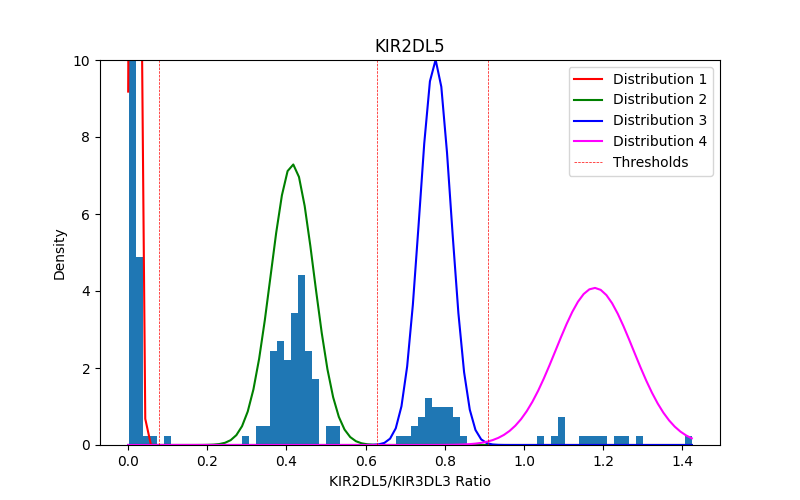 KIR2DL5
10
8
6
4
2
0
Density
Distribution 1
Distribution 2
Distribution 3
Distribution 4
Thresholds
0.0 0.2 0.4 0.6 0.8 1.0 1.2 1.4
KIR2DL5/KIR3DL3 Ratio